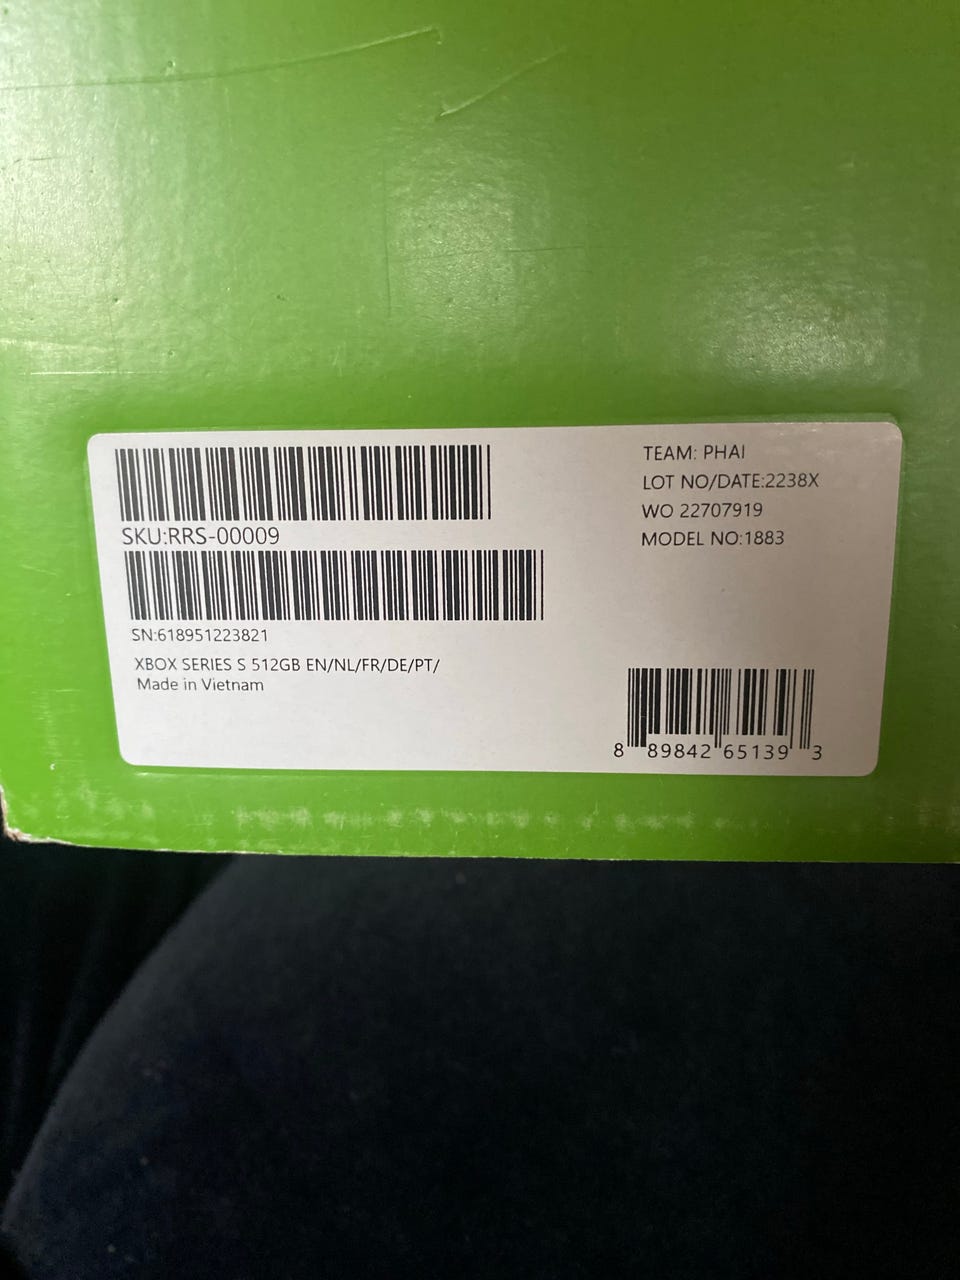 SKU:RRS-00009
SN:618951223821
XBOX SERIES S 512GB EN/NL/FR/DE/PT/
Made in Vietnam
TEAM: PHAI
LOT NO/DATE:2238X
WO 22707919
MODEL NO:1883
8 89842 65139 3